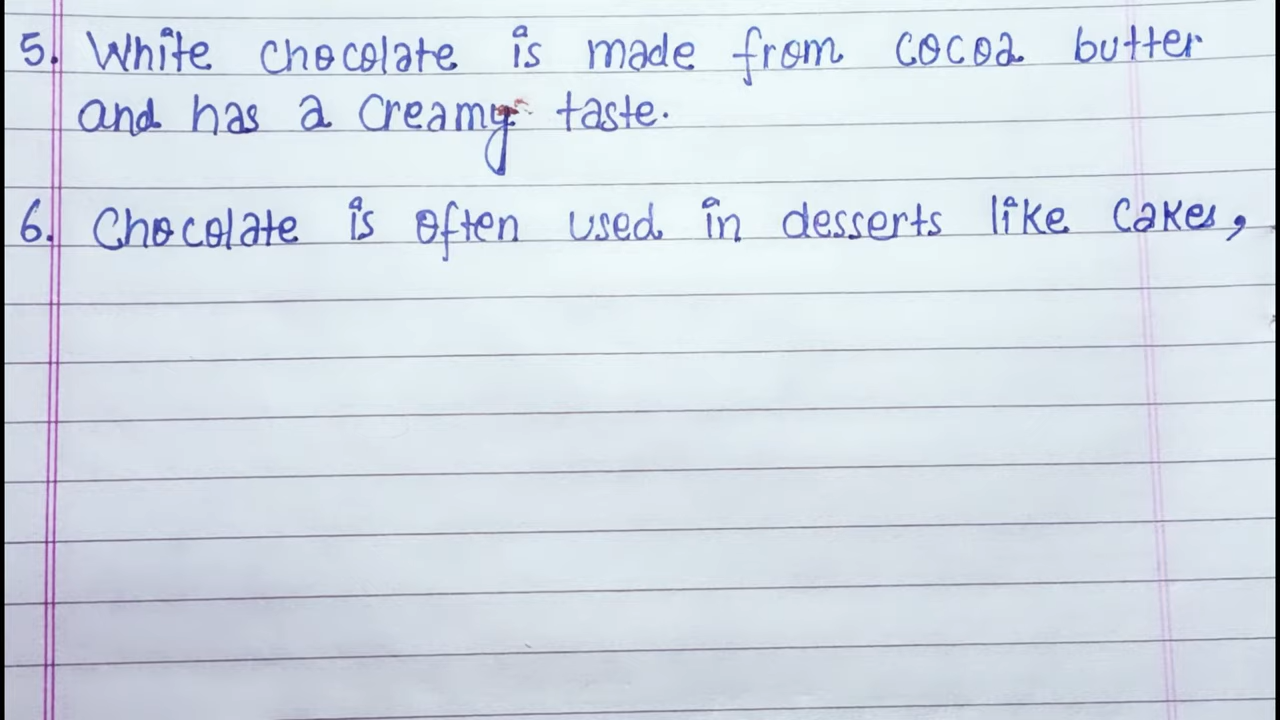 5. White chocolate is made from cocoa butter
and has a creamy taste.
6. Chocolate is often used in desserts like cakes,